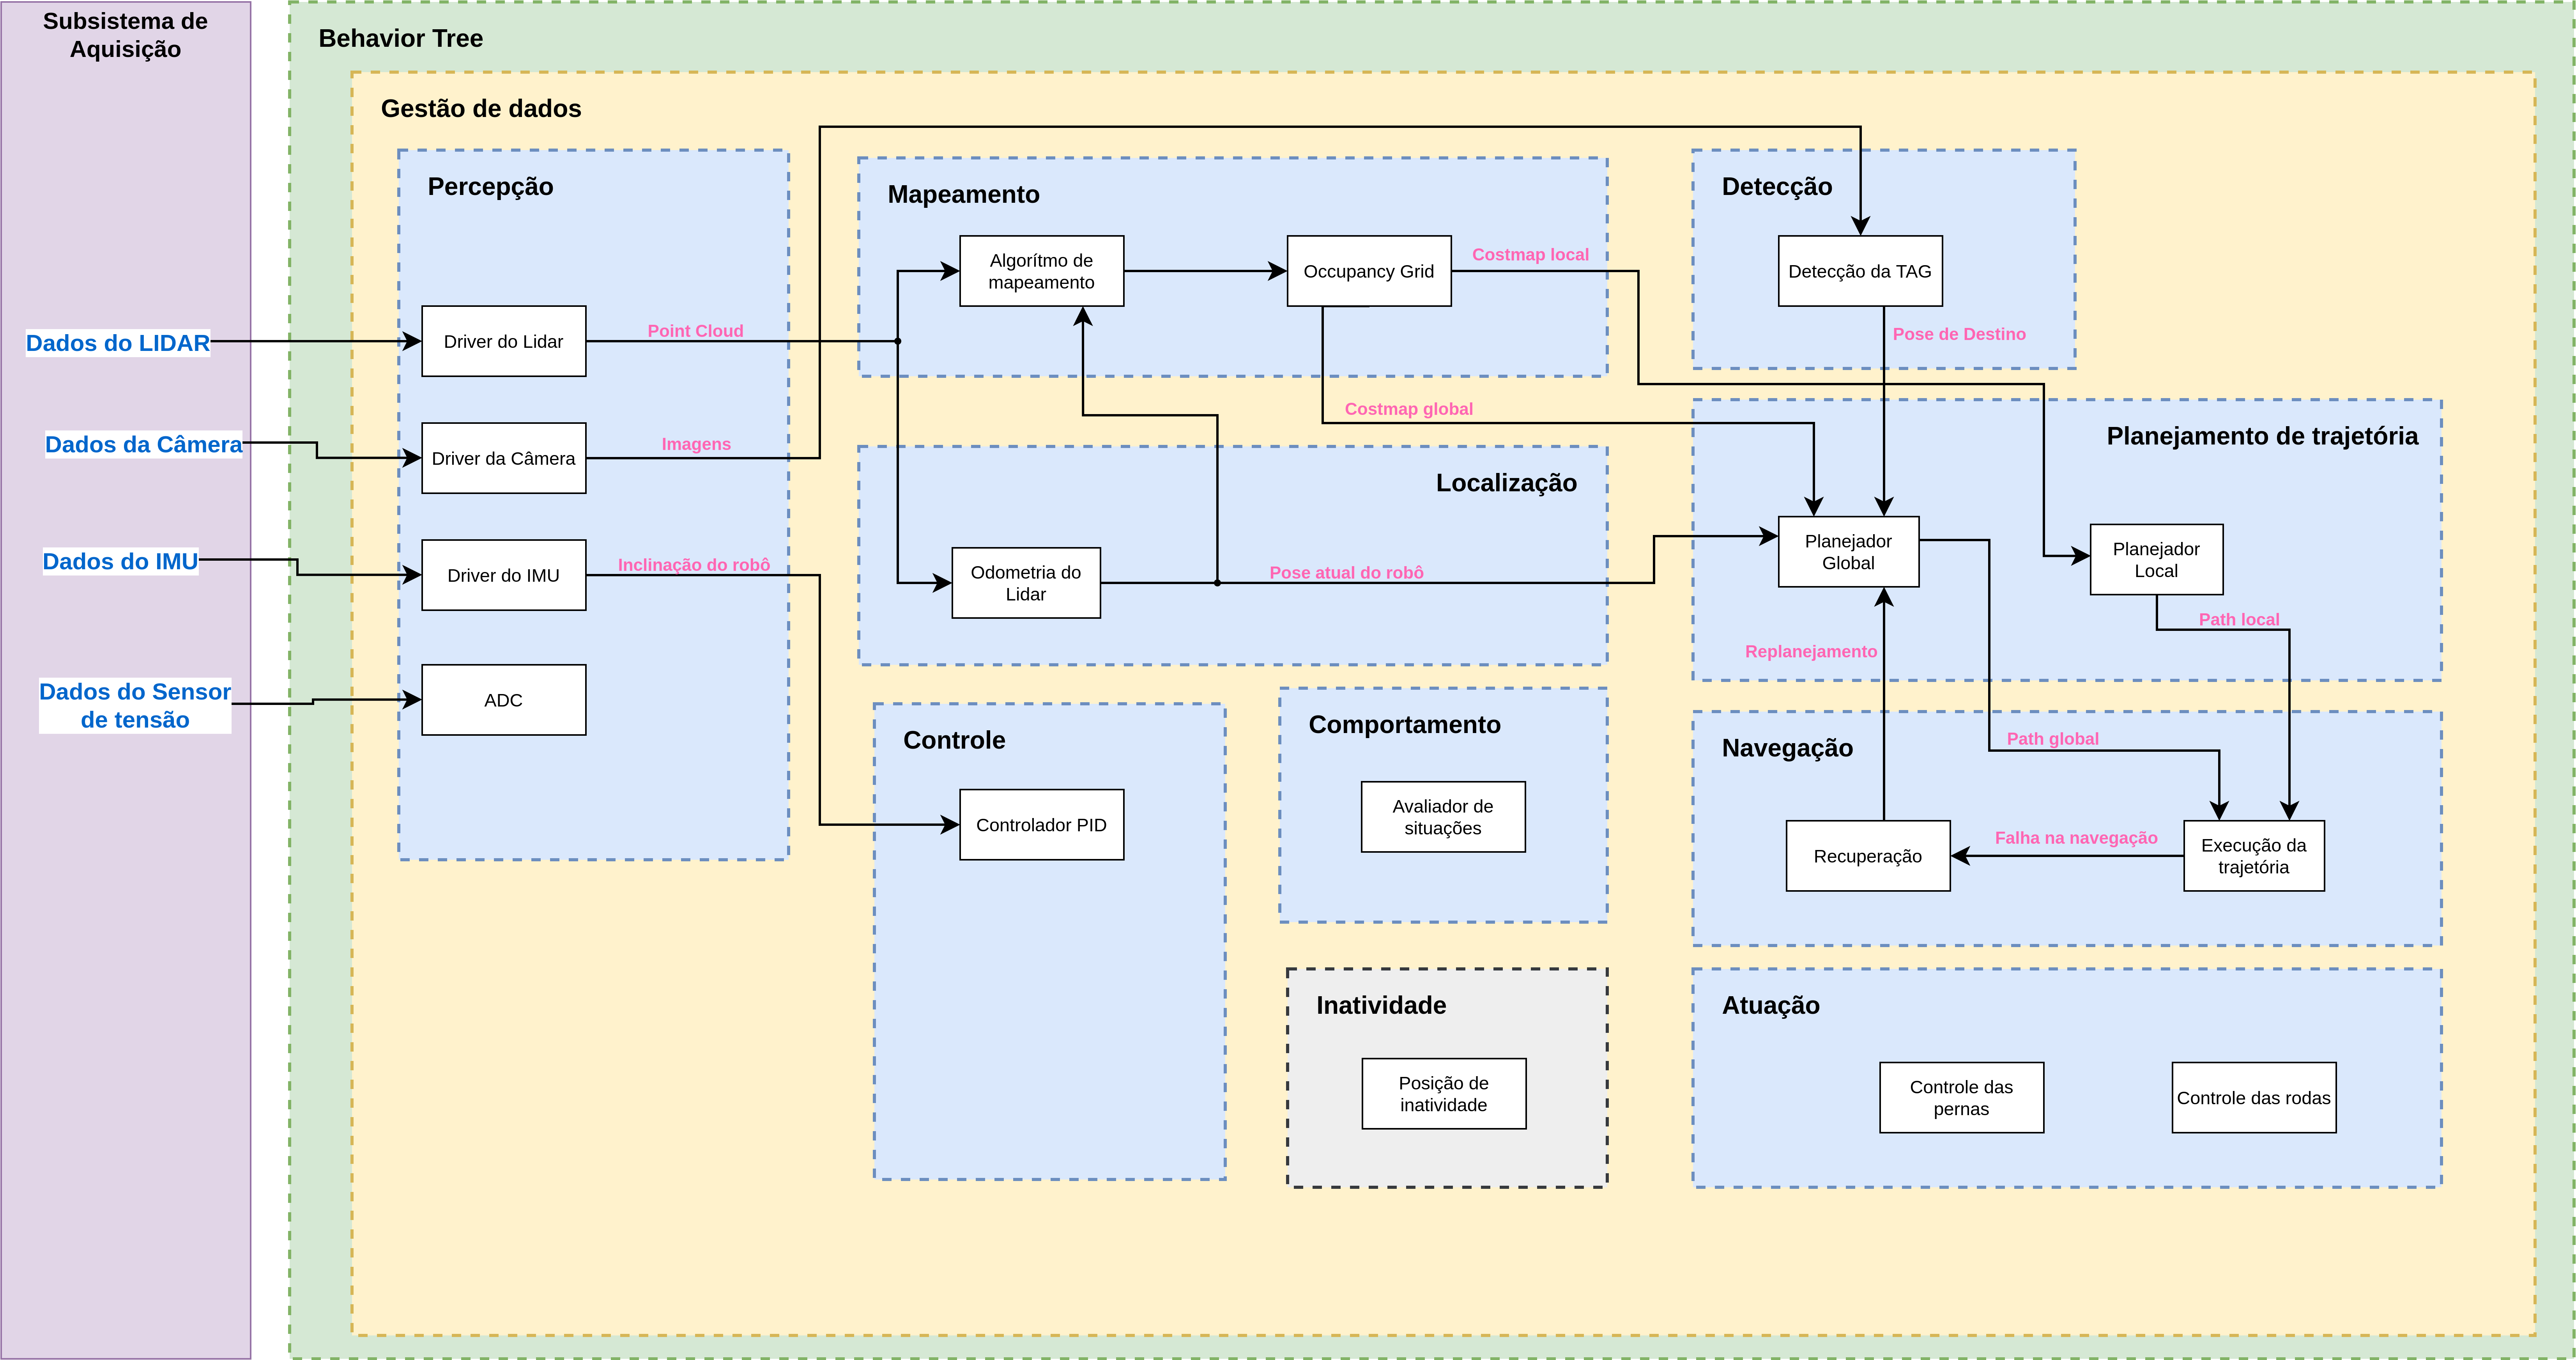 Subsistema de
Aquisição
Dados do LIDAR
Dados da Câmera
Dados do IMU
Dados do Sensor
de tensão
Behavior Tree
Gestão de dados
Percepção
Driver do Lidar
Driver da Câmera
Driver do IMU
ADC
Point Cloud
Imagens
Inclinação do robô
Mapeamento
Algorítmo de
mapeamento
Occupancy Grid
Costmap local
Costmap global
Localização
Odometria do
Lidar
Pose atual do robô
Controle
Controlador PID
Comportamento
Avaliador de
situações
Inatividade
Posição de
inatividade
Detecção
Detecção da TAG
Pose de Destino
Planejamento de trajetória
Planejador
Global
Planejador
Local
Path local
Replanejamento
Navegação
Path global
Recuperação
Falha na navegação
Execução da
trajetória
Atuação
Controle das
pernas
Controle das rodas